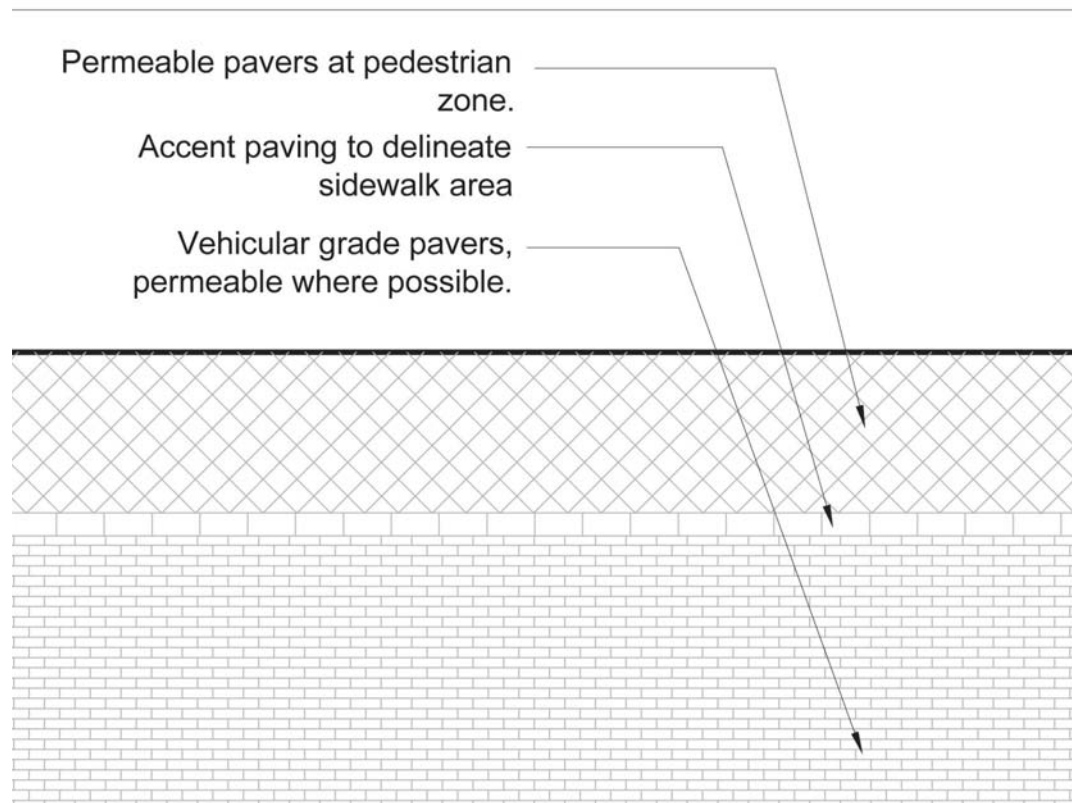 Permeable pavers at pedestrian
zone.
Accent paving to delineate
sidewalk area
Vehicular grade pavers,
permeable where possible.